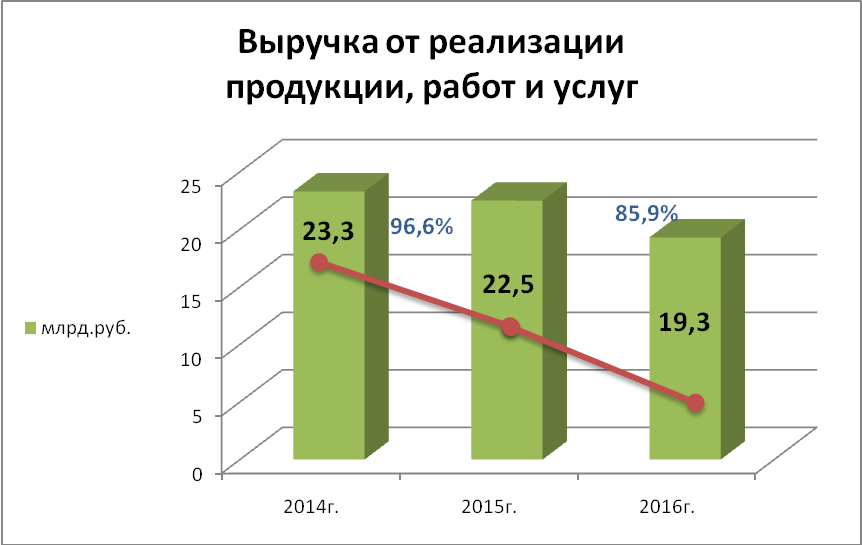 Выручка от реализации
продукции, работ и услуг
25
20
15
10
5
0
23,3
96,6%
22,5
85,9%
19,3
млрд.руб.
2014г.
2015г.
2016г.